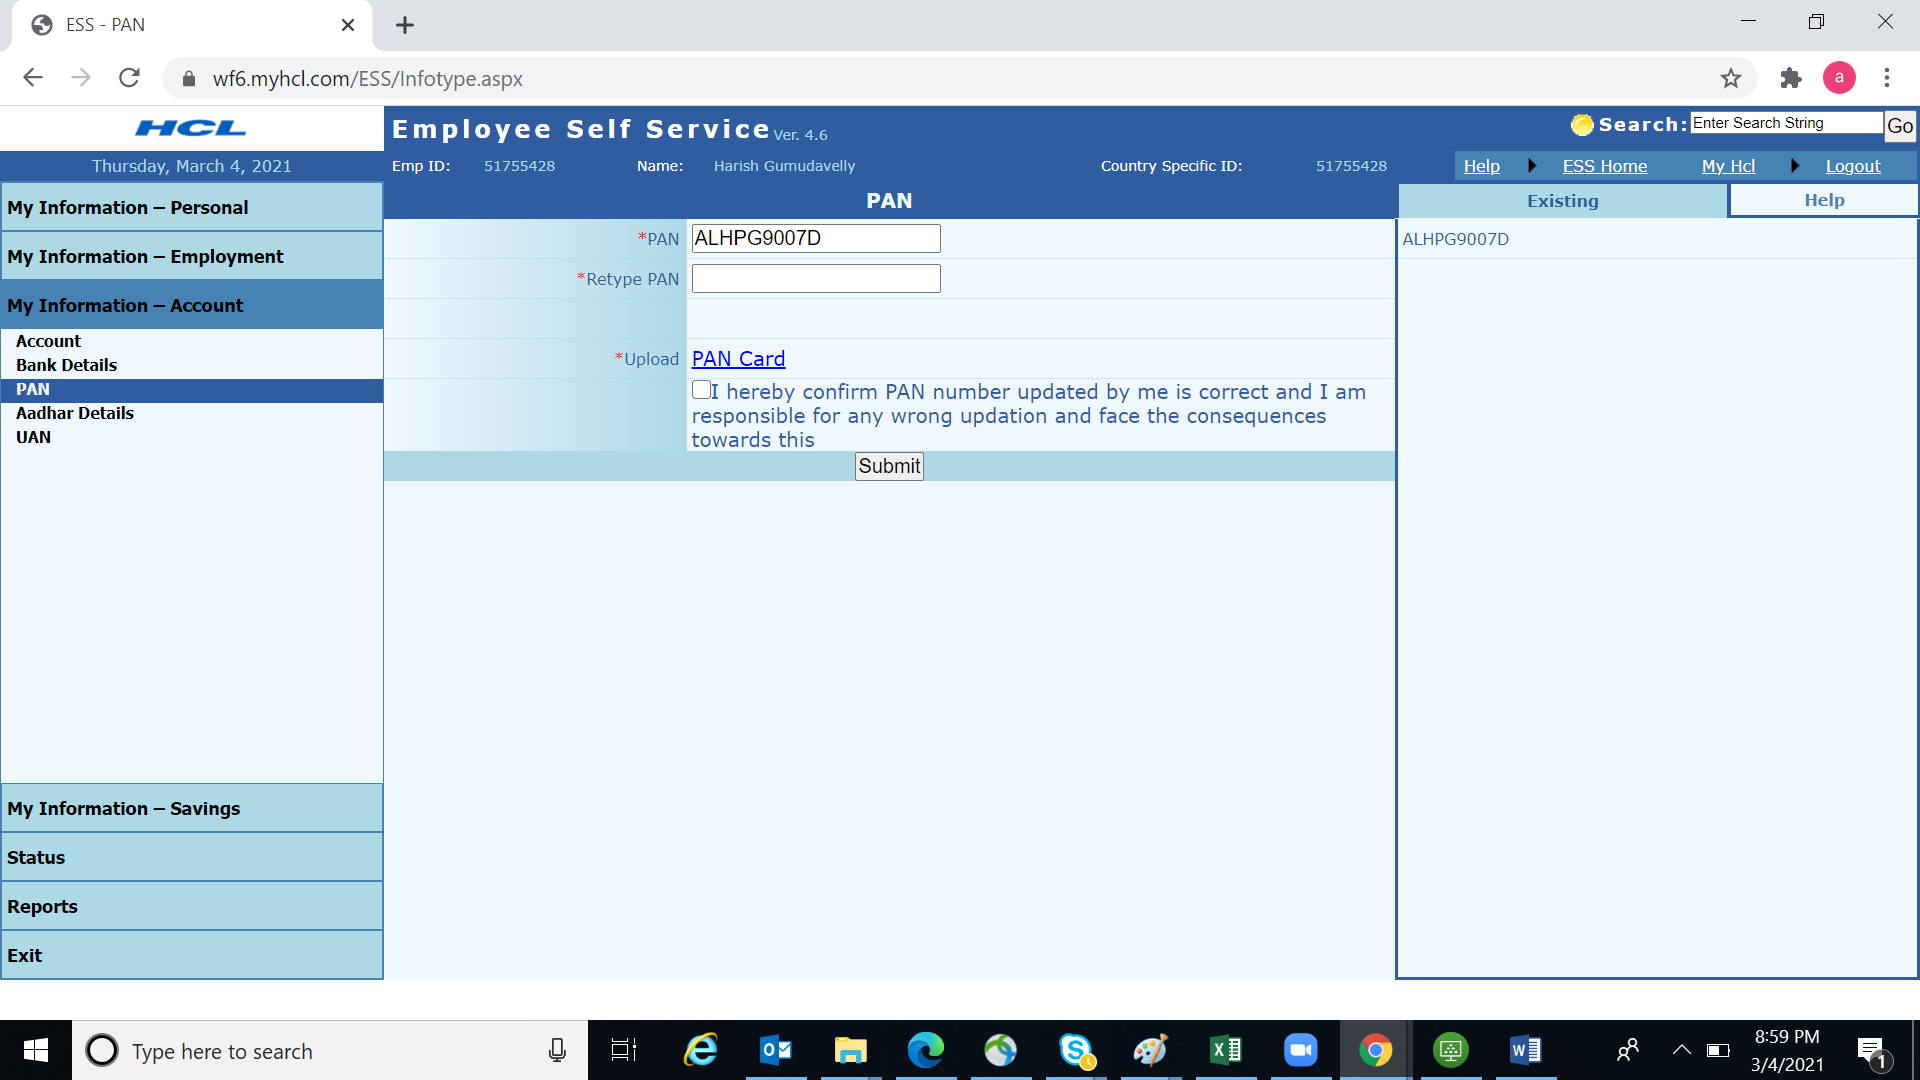 ESS - PAN
wf6.myhcl.com/ESS/Infotype.aspx
a
HCL
Employee Self Service Ver. 4.6
Search: Enter Search String Go
Thursday, March 4, 2021
Emp ID: 51755428 Name: Harish Gumudavelly Country Specific ID: 51755428
Help ESS Home My Hcl Logout
My Information – Personal
My Information – Employment
My Information – Account
Account
Bank Details
PAN
Aadhar Details
UAN
My Information – Savings
Status
Reports
Exit
PAN
*PAN ALHPG9007D
*Retype PAN
*Upload PAN Card
I hereby confirm PAN number updated by me is correct and I am
responsible for any wrong updation and face the consequences
towards this
Submit
Existing Help
ALHPG9007D
Type here to search
8:59 PM
3/4/2021
1